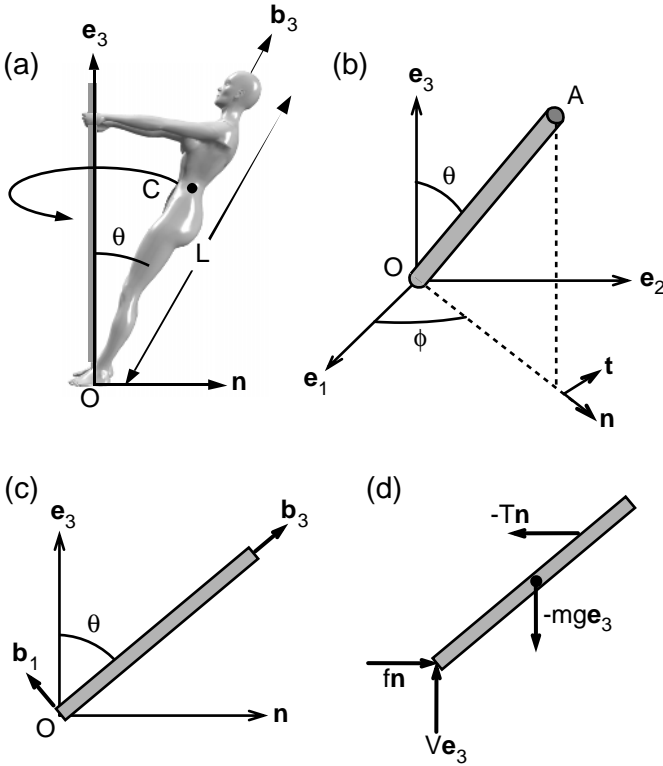 (a)
e3
b3
C
θ
L
O
n
(b)
e3
A
θ
O
e2
ϕ
e1
t
n
(c)
e3
b3
θ
b1
O
n
(d)
-Tn
-mge3
fn
Ve3